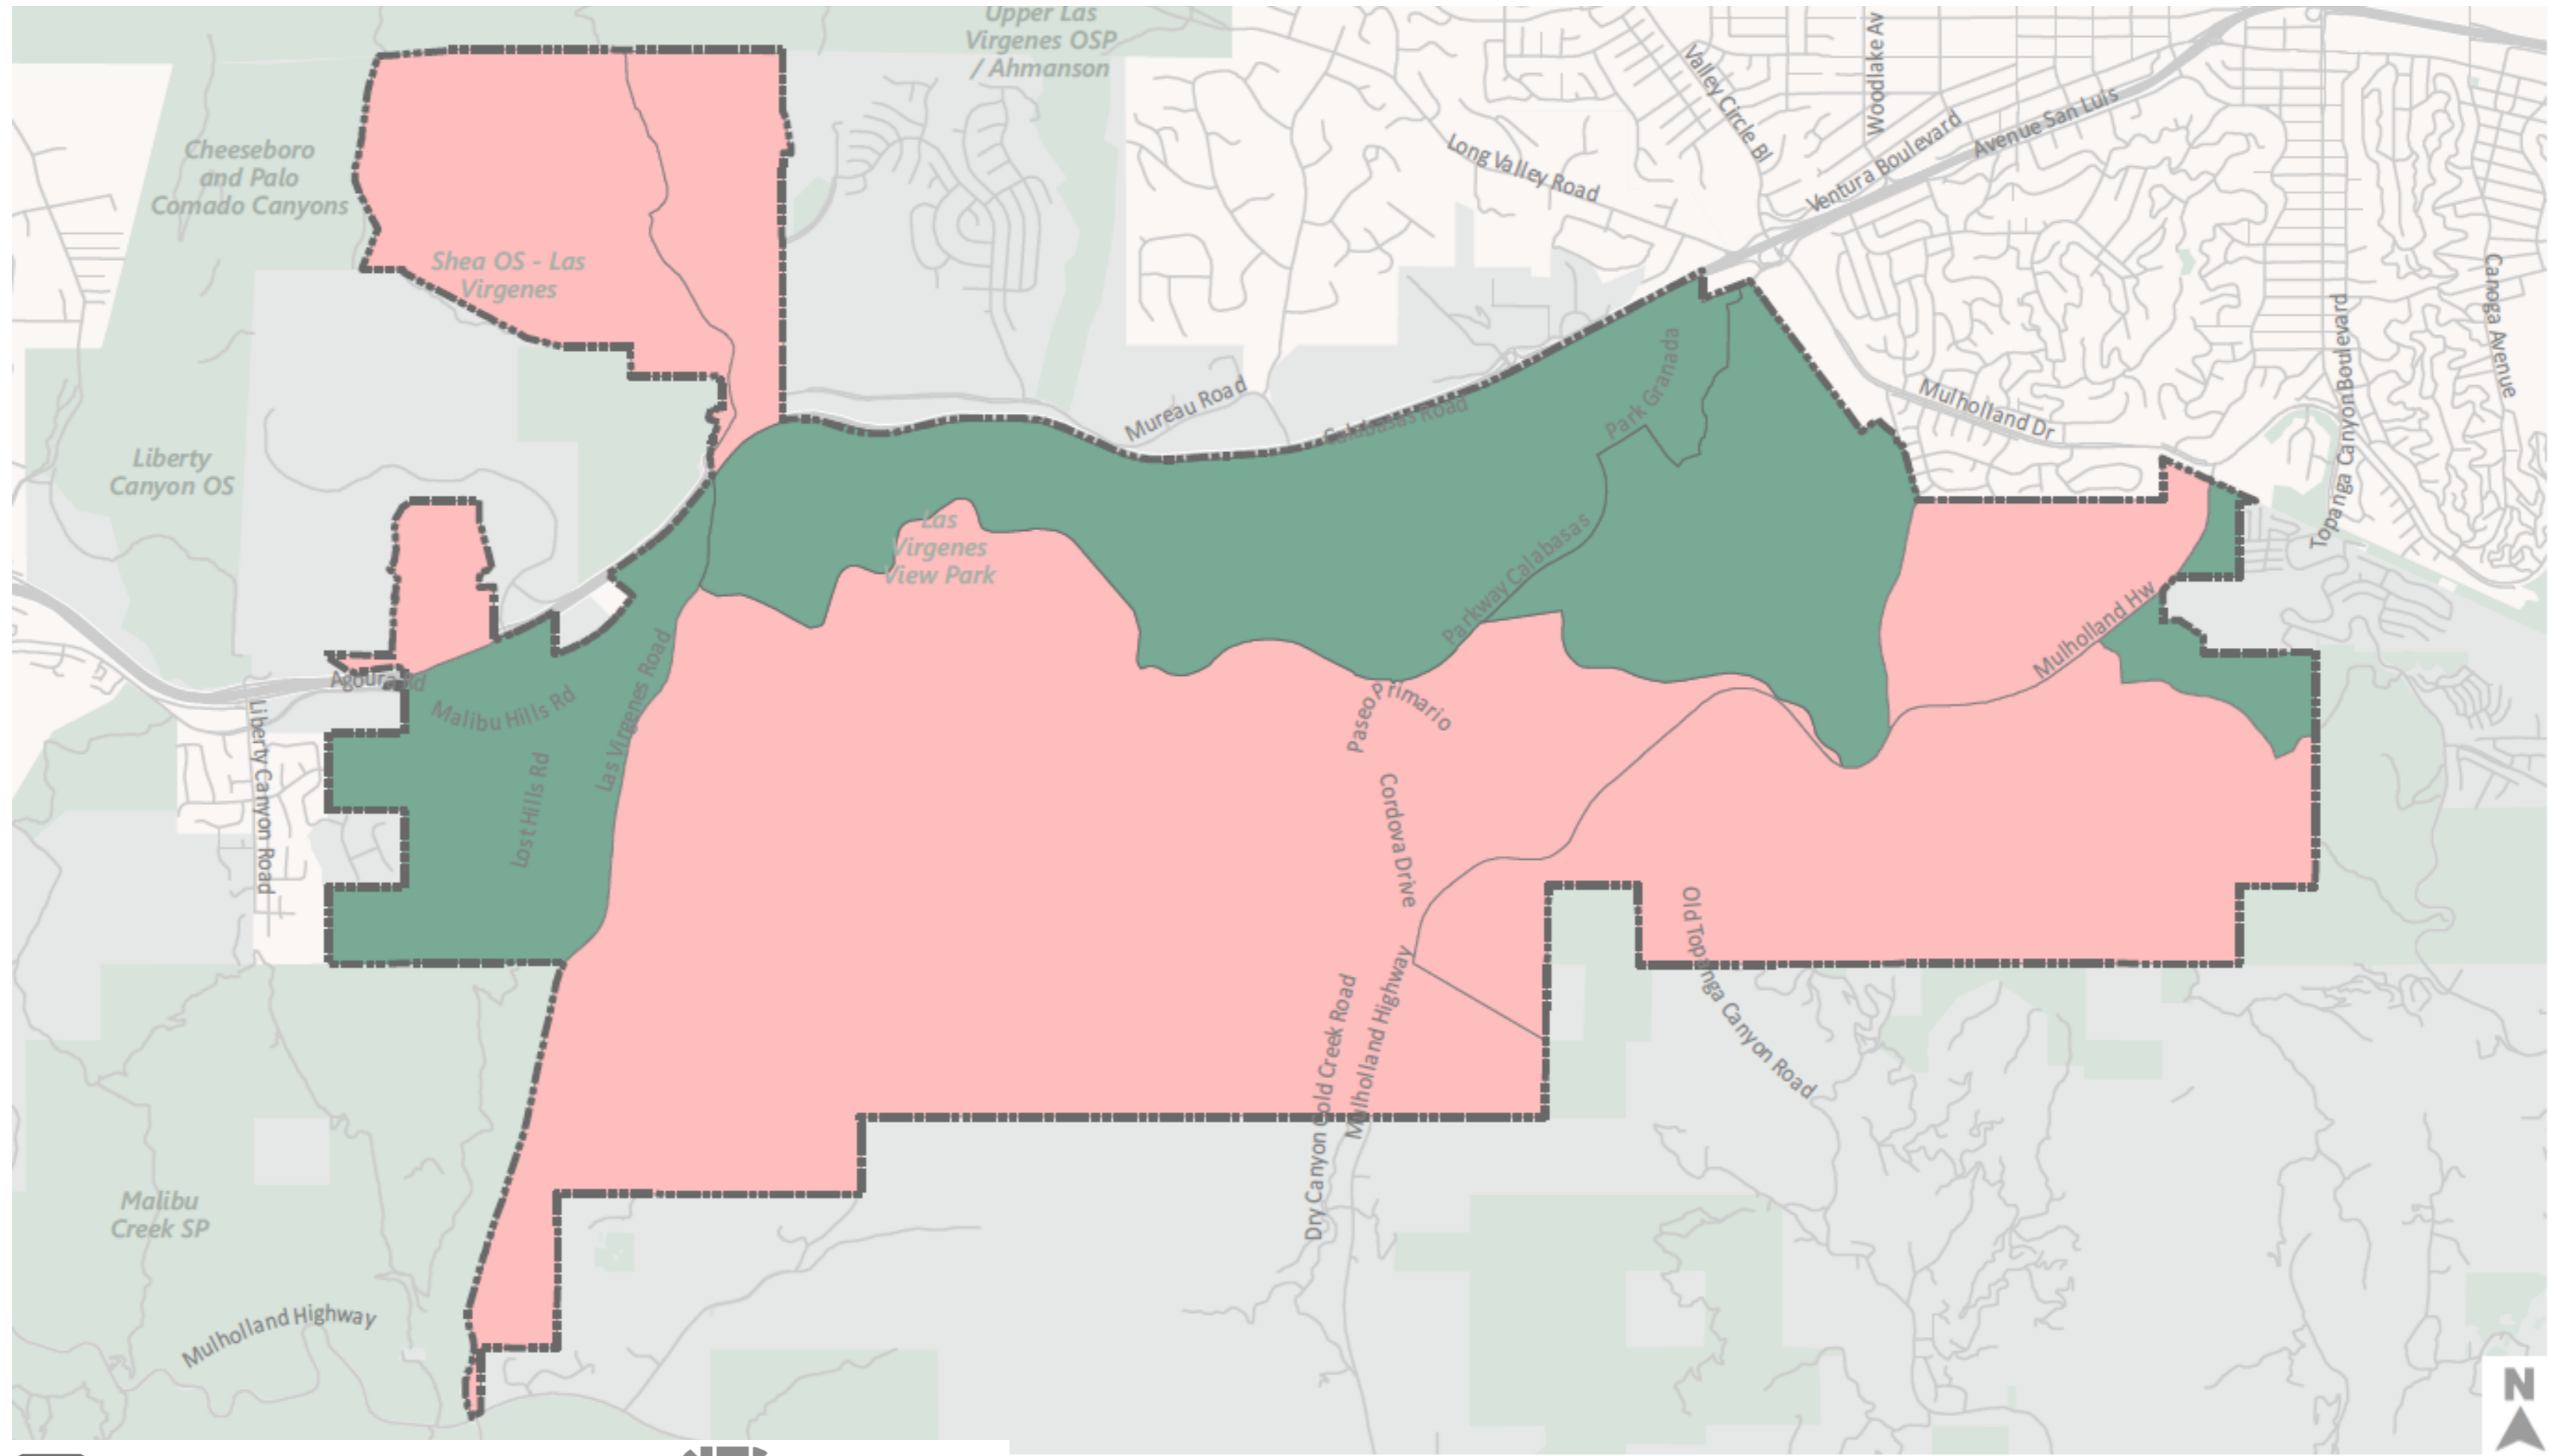 Upper Las
Virgenes OSP
/ Ahmanson
Woodlake Av
Valley Circle Bl
Avenue San Luis
Ventura Boulevard
Long Valley Road
Cheeseboro
and Palo
Comado Canyons
Shea OS - Las
Virgenes
Canoga Avenue
Topanga Canyon Boulevard
Mulholland Dr
Mureau Road
Calabasas Road
Park Granada
Liberty
Canyon OS
Las
Virgenes
View Park
Parkway Calabasas
Mulholland Hw
Agoura Rd
Malibu Hills Rd
Las Virgenes Road
Lost Hills Rd
Liberty Canyon Road
Paseo Primario
Cordova Drive
Old Topanga Canyon Road
Dry Canyon Cold Creek Road
Mulholland Highway
Malibu
Creek SP
Mulholland Highway
N